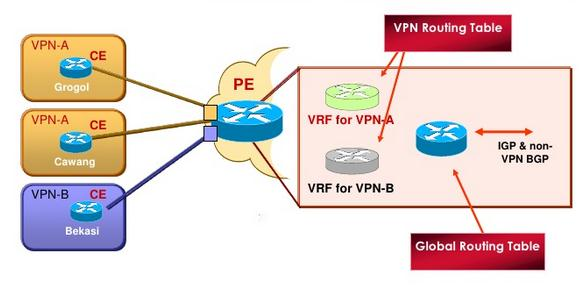 VPN Routing Table
VPN-A
CE
Grogol
PE
VPN-A
CE
Cawang
VRF for VPN-A
IGP & non-
VPN BGP
VPN-B
CE
Bekasi
VRF for VPN-B
Global Routing Table